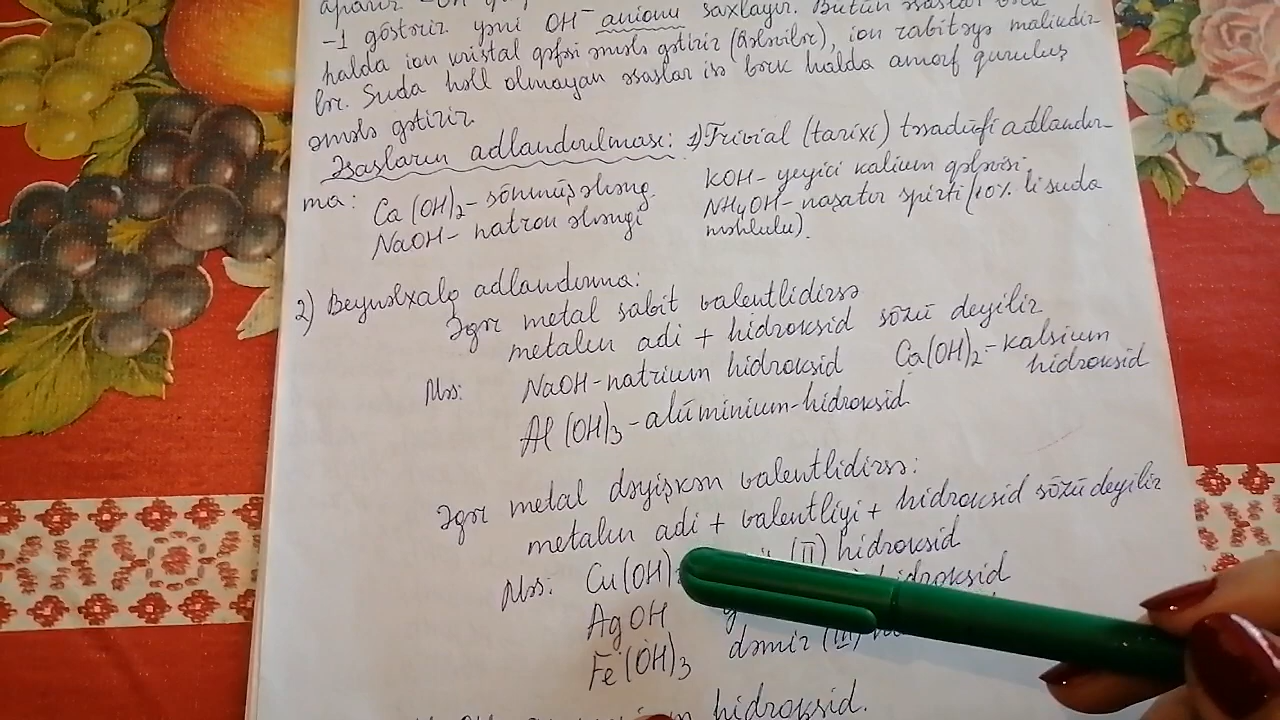 −1 göstərir yəni OH⁻ anionu saxlayır. Bütün əsaslar
halda ion kristal qəfəsi əmələ gətirir (Qələvilər), ion rabitəyə malikdir
lər. Suda həll olmayan əsaslar isə bərk halda amorf quruluş
əmələ gətirir.
Əsasların adlandırılması: 1) Trivial (tarixi) təsadüfi adlandır-
ma: Ca(OH)₂ – sönmüş əhəng. KOH – yeyici kalium qələvisi
NaOH – natron əhəngi NH₄OH – naşatır spirti (10% li suda
məhlulu).
2) Beynəlxalq adlandırma:
Əgər metal sabit valentlidirsə
metalın adi + hidroksid sözü deyilir
Məs: NaOH – natrium hidroksid Ca(OH)₂ – kalsium
hidroksid
Al(OH)₃ – alüminium-hidroksid
Əgər metal dəyişkən valentlidirsə:
metalın adi + valentliyi + hidroksid sözü deyilir
Məs: Cu(OH)₂ (II) hidroksid
AgOH hidroksid
Fe(OH)₃ dəmir (III)
hidroksid.